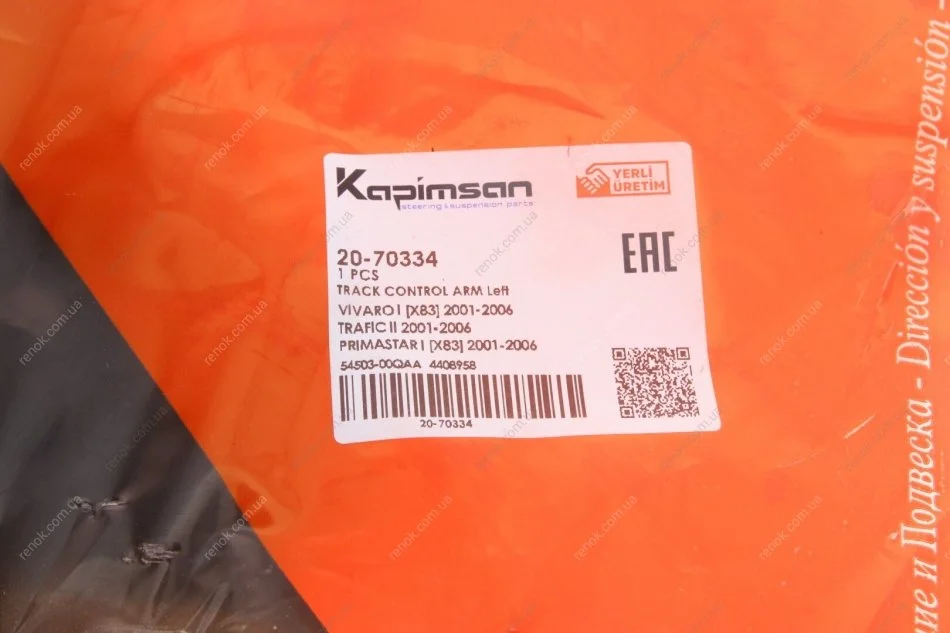 Kapimsan
steering & suspension parts
YERLİ
ÜRETİM
20-70334
1 PCS
TRACK CONTROL ARM Left
VIVARO I [X83] 2001-2006
TRAFIC II 2001-2006
PRIMASTAR I [X83] 2001-2006
54503-00QAA 4408958
20-70334
EAC
ние и Подвеска - Dirección y suspensión -
renok.com.ua